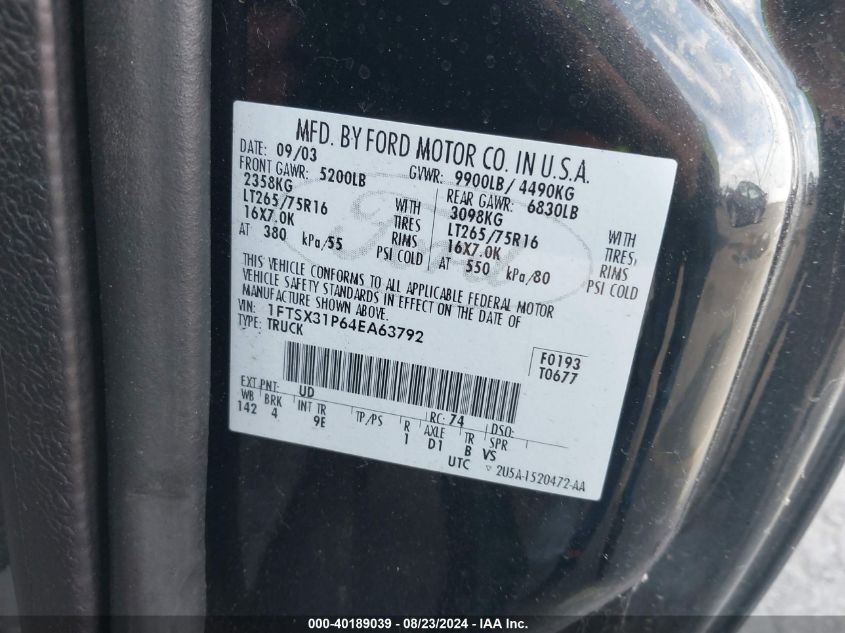 MFD. BY FORD MOTOR CO. IN U.S.A.
DATE: 09/03 GVWR: 9900LB/ 4490KG
FRONT GAWR: 5200LB REAR GAWR: 6830LB
2358KG WITH 3098KG WITH
LT265/75R16 TIRES LT265/75R16 TIRES,
16X7.0K RIMS 16X7.0K RIMS
AT 380 kPa/55 PSI COLD AT 550 kPa/80 PSI COLD
Ford
THIS VEHICLE CONFORMS TO ALL APPLICABLE FEDERAL MOTOR
VEHICLE SAFETY STANDARDS IN EFFECT ON THE DATE OF
MANUFACTURE SHOWN ABOVE.
VIN: 1FTSX31P64EA63792
TYPE: TRUCK
F0193
T0677
EXT PNT: UD RC: 74 DSO:
WB BRK INT TR TP/PS R AXLE TR SPR
142 4 9E 1 D1 B VS
UTC 2U5A-1520472-AA
000-40189039 - 08/23/2024 - IAA Inc.